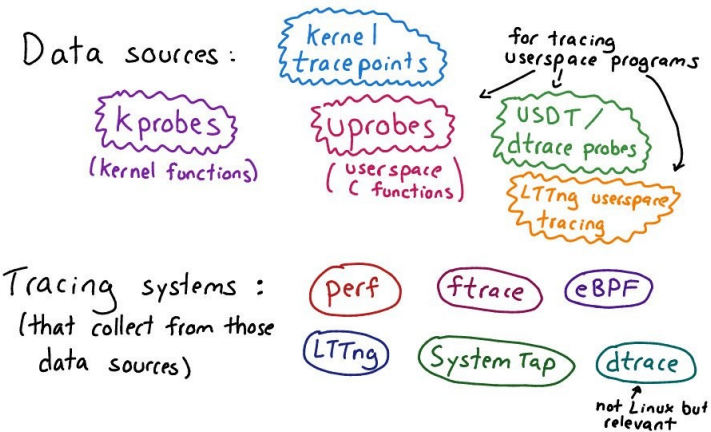 Data sources:
kernel
tracepoints
for tracing
userspace programs
kprobes
(kernel functions)
uprobes
(userspace
C functions)
USDT/
dtrace probes
LTTng userspace
tracing
Tracing systems:
(that collect from those
data sources)
perf
ftrace
eBPF
LTTng
SystemTap
dtrace
not Linux but
relevant